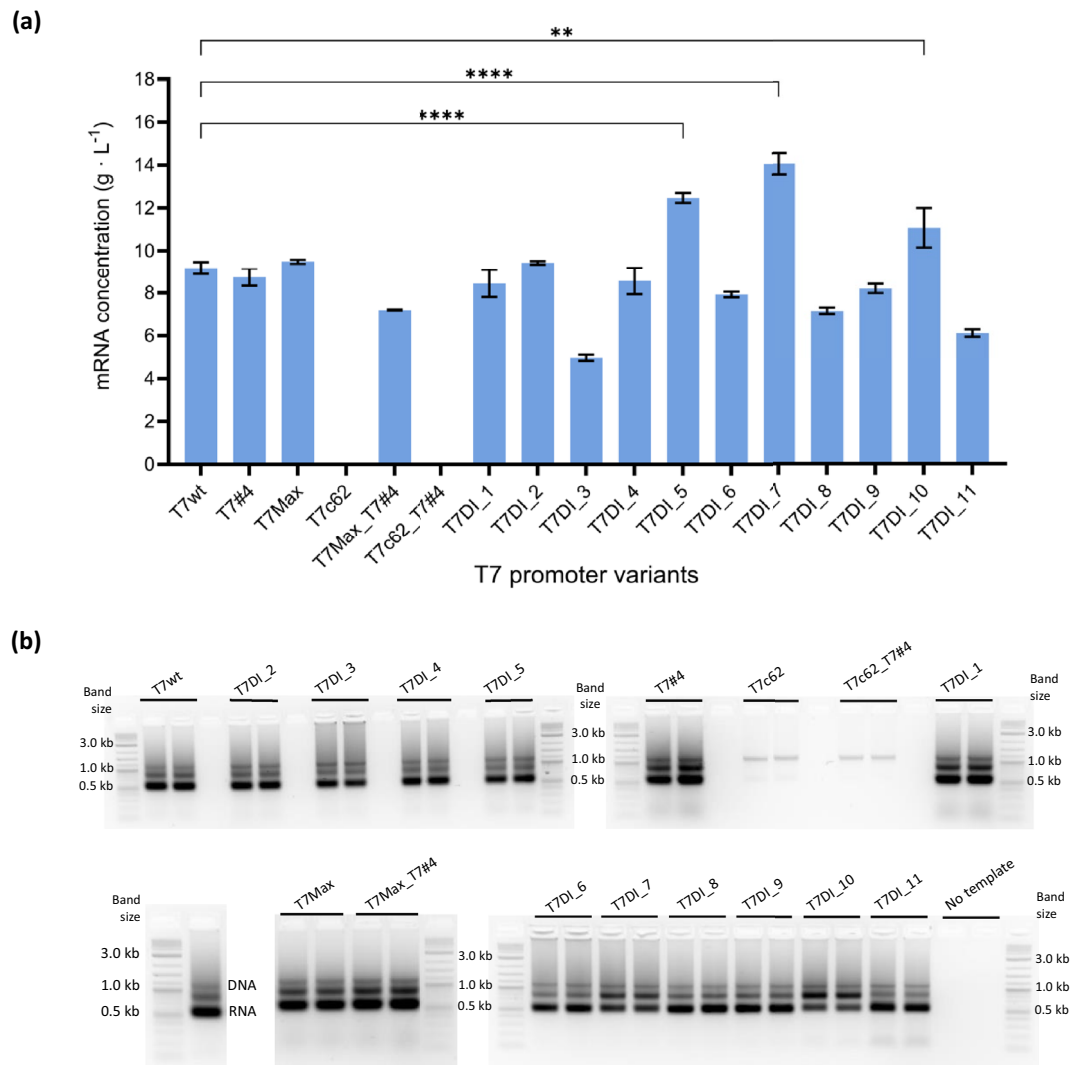 (a)
**
****
****
18
16
14
12
10
8
6
4
2
0
mRNA concentration (g · L⁻¹)
T7wt
T7#4
T7Max
T7c62
T7Max_T7#4
T7c62_T7#4
T7DI_1
T7DI_2
T7DI_3
T7DI_4
T7DI_5
T7DI_6
T7DI_7
T7DI_8
T7DI_9
T7DI_10
T7DI_11
T7 promoter variants
(b)
Band
size
T7wt
T7DI_2
T7DI_3
T7DI_4
T7DI_5
3.0 kb
1.0 kb
0.5 kb
Band
size
T7#4
T7c62
T7c62_T7#4
T7DI_1
Band
size
3.0 kb
1.0 kb
0.5 kb
3.0 kb
1.0 kb
0.5 kb
Band
size
3.0 kb
1.0 kb
0.5 kb
DNA
RNA
T7Max
T7Max_T7#4
3.0 kb
1.0 kb
0.5 kb
T7DI_6
T7DI_7
T7DI_8
T7DI_9
T7DI_10
T7DI_11
No template
Band
size
3.0 kb
1.0 kb
0.5 kb